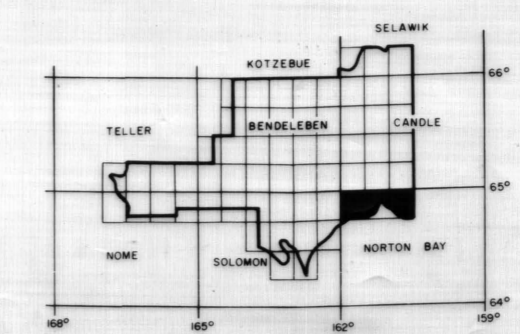 SELAWIK
KOTZEBUE
66°
TELLER
BENDELEBEN
CANDLE
65°
NOME
SOLOMON
NORTON BAY
64°
168°
165°
162°
159°